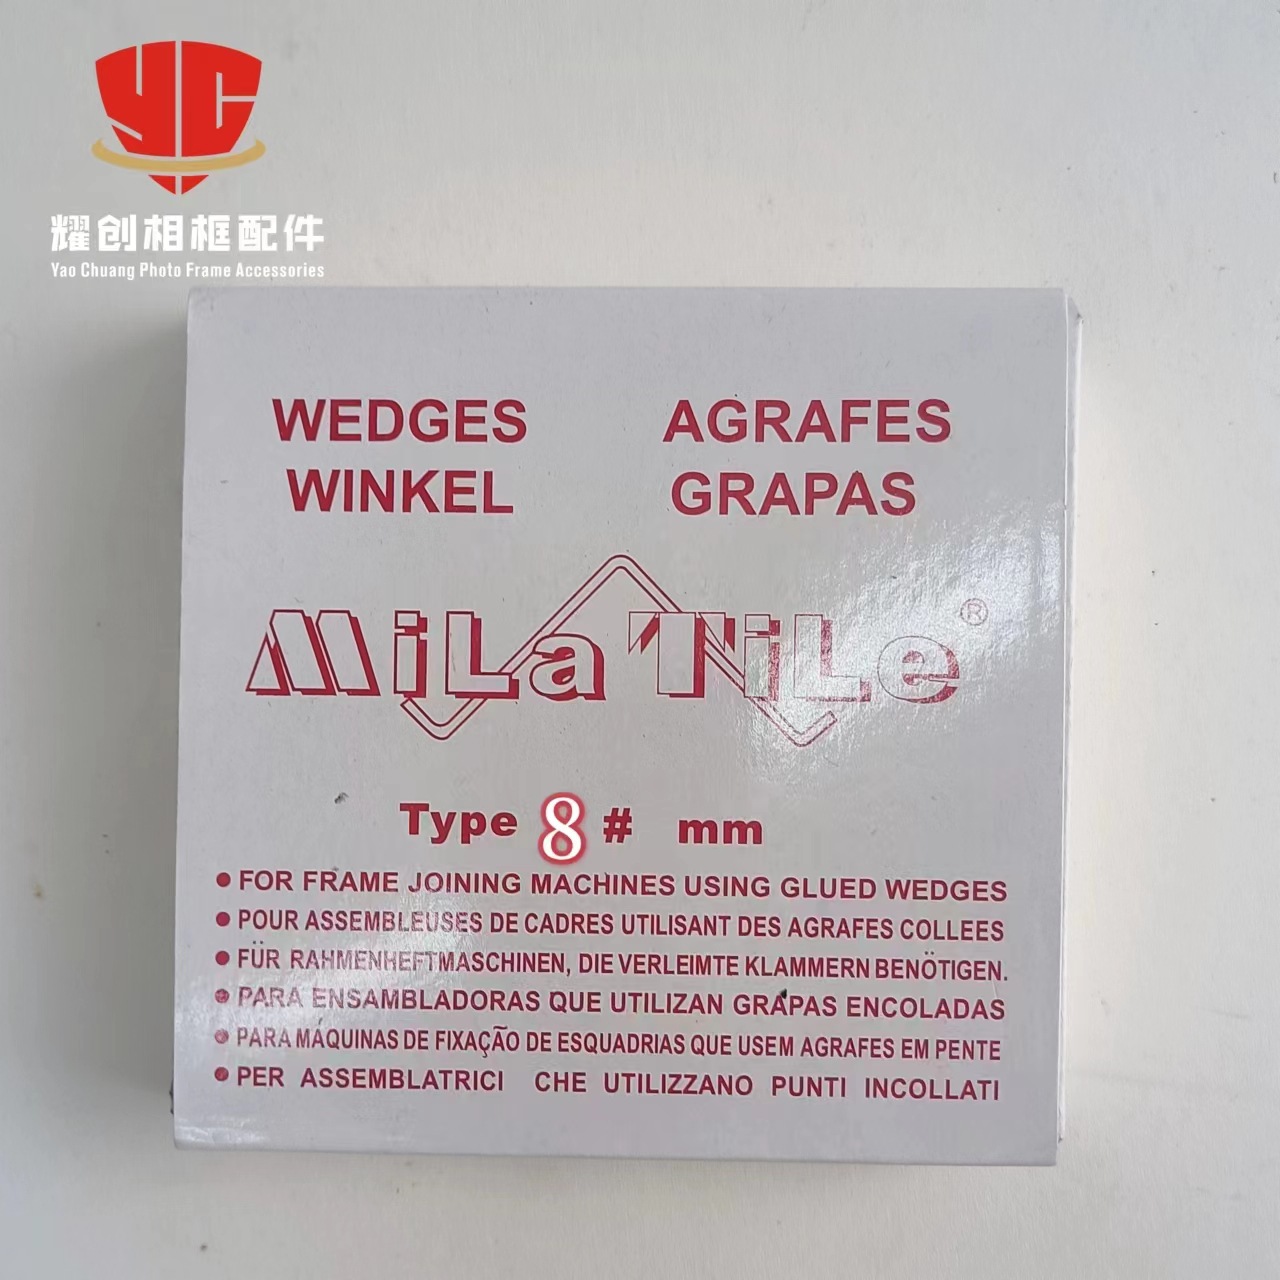 YC
耀创相框配件
Yao Chuang Photo Frame Accessories
WEDGES AGRAFES
WINKEL GRAPAS
MiLa TiLe ®
Type 8 # mm
● FOR FRAME JOINING MACHINES USING GLUED WEDGES
● POUR ASSEMBLEUSES DE CADRES UTILISANT DES AGRAFES COLLEES
● FÜR RAHMENHEFTMASCHINEN, DIE VERLEIMTE KLAMMERN BENÖTIGEN.
● PARA ENSAMBLADORAS QUE UTILIZAN GRAPAS ENCOLADAS
● PARA MÁQUINAS DE FIXAÇÃO DE ESQUADRIAS QUE USEM AGRAFES EM PENTE
● PER ASSEMBLATRICI CHE UTILIZZANO PUNTI INCOLLATI